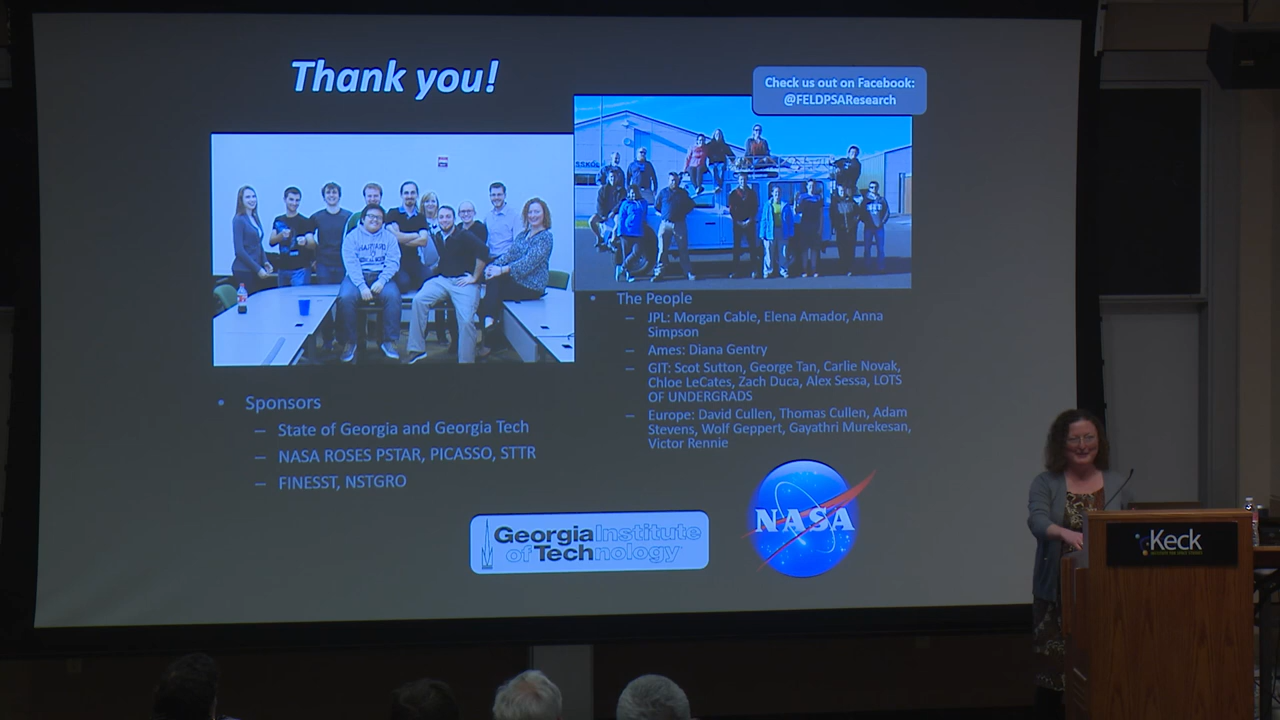 Thank you!
Check us out on Facebook:
@FELDPSAResearch
• The People
– JPL: Morgan Cable, Elena Amador, Anna
Simpson
– Ames: Diana Gentry
– GIT: Scot Sutton, George Tan, Carlie Novak,
Chloe LeCates, Zach Duca, Alex Sessa, LOTS
OF UNDERGRADS
– Europe: David Cullen, Thomas Cullen, Adam
Stevens, Wolf Geppert, Gayathri Murekesan,
Victor Rennie
• Sponsors
– State of Georgia and Georgia Tech
– NASA ROSES PSTAR, PICASSO, STTR
– FINESST, NSTGRO
Georgia Institute
of Technology
NASA
Keck